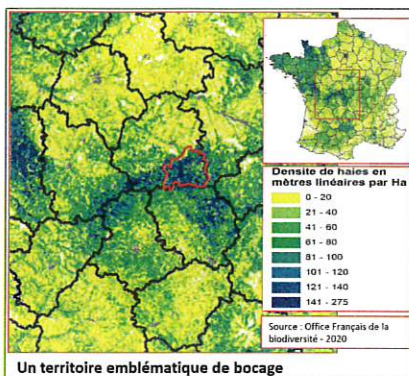 Densité de haies en
mètres linéaires par Ha
0 - 20
21 - 40
41 - 60
61 - 80
81 - 100
101 - 120
121 - 140
141 - 275
Source : Office Français de la
biodiversité - 2020
Un territoire emblématique de bocage